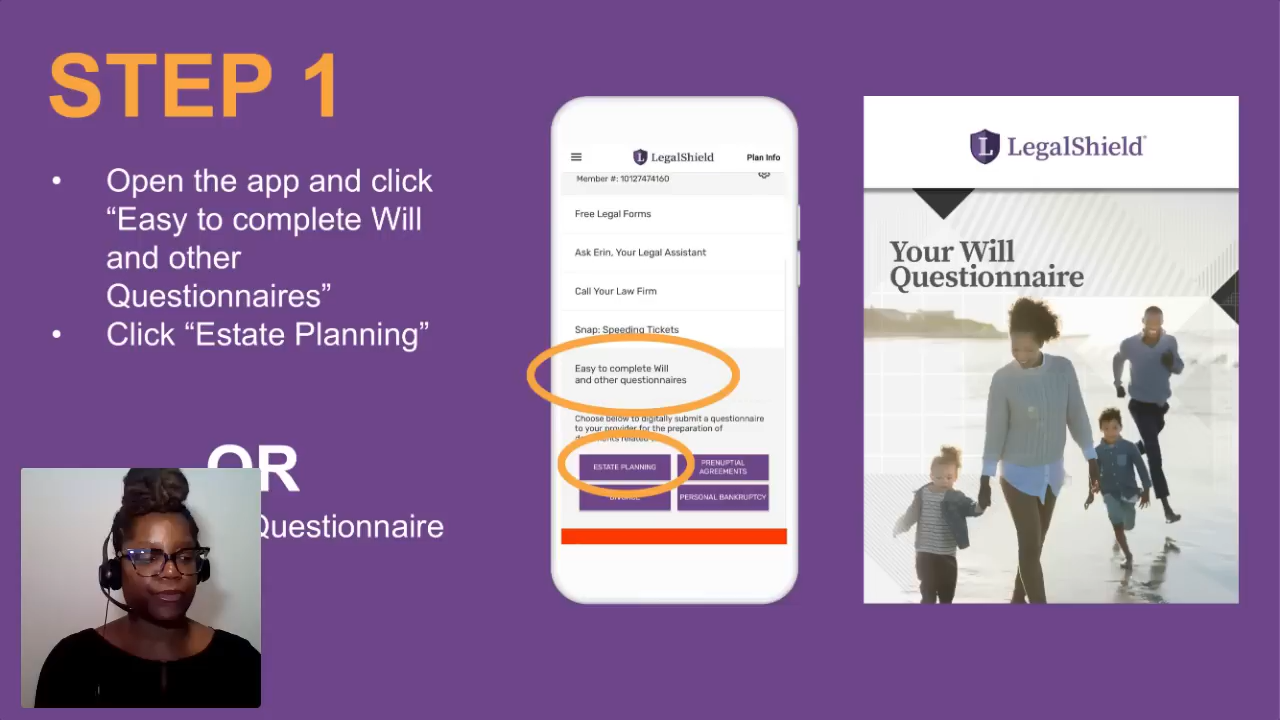 STEP 1
• Open the app and click
“Easy to complete Will
and other
Questionnaires”
• Click “Estate Planning”
OR
Questionnaire
LegalShield
Plan Info
Member #: 10127474160
Free Legal Forms
Ask Erin, Your Legal Assistant
Call Your Law Firm
Snap: Speeding Tickets
Easy to complete Will
and other questionnaires
Choose below to digitally submit a questionnaire
to your provider for the preparation of
documents related
ESTATE PLANNING
PRENUPTIAL
AGREEMENTS
DIVORCE
PERSONAL BANKRUPTCY
L LegalShield®
Your Will
Questionnaire